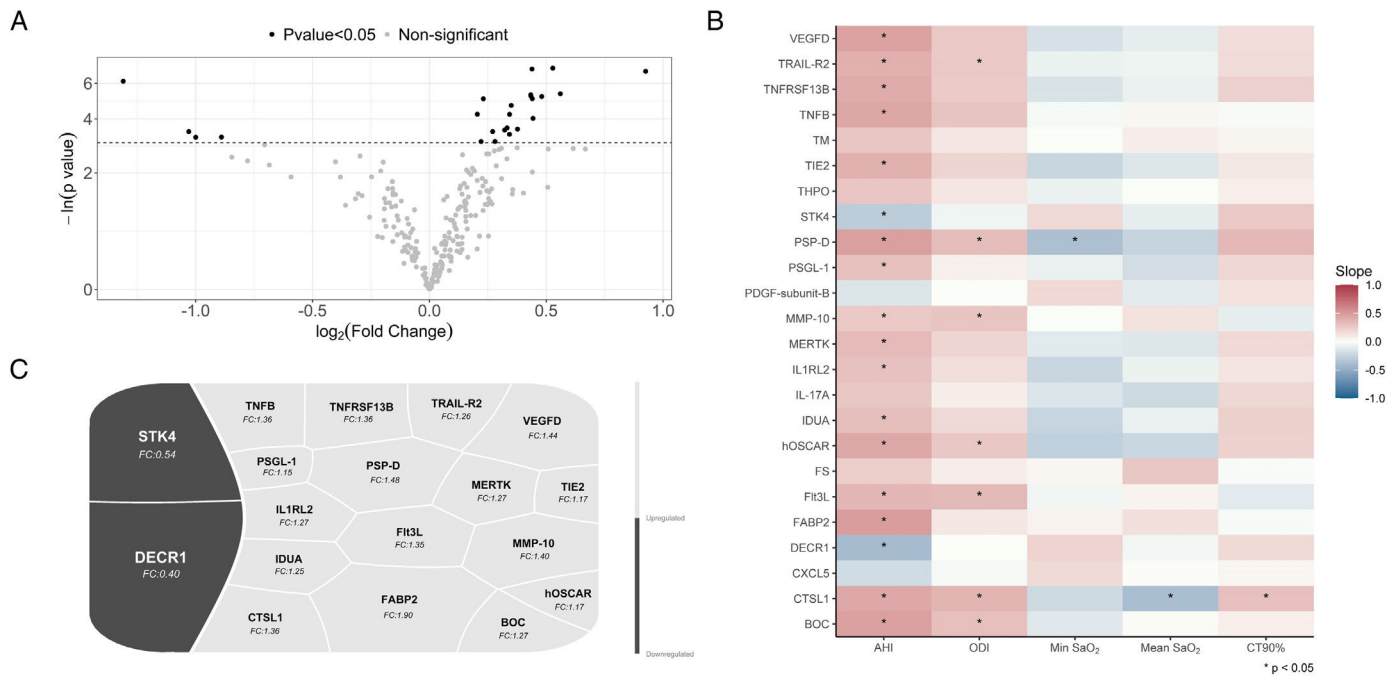 A
Pvalue<0.05 Non-significant
−ln(p value)
6
4
2
0
-1.0 -0.5 0.0 0.5 1.0
log2(Fold Change)
B
VEGFD *
TRAIL-R2 * *
TNFRSF13B *
TNFB *
TM
TIE2 *
THPO
STK4 *
PSP-D * * *
PSGL-1 *
PDGF-subunit-B
MMP-10 * *
MERTK *
IL1RL2 *
IL-17A
IDUA *
hOSCAR * *
FS
Flt3L * *
FABP2 *
DECR1 *
CXCL5
CTSL1 * * * *
BOC * *
AHI ODI Min SaO2 Mean SaO2 CT90%
* p < 0.05
Slope
1.0
0.5
0.0
-0.5
-1.0
C
STK4
FC:0.54
DECR1
FC:0.40
TNFB
FC:1.36
TNFRSF13B
FC:1.36
TRAIL-R2
FC:1.26
VEGFD
FC:1.44
PSGL-1
FC:1.15
PSP-D
FC:1.48
MERTK
FC:1.27
TIE2
FC:1.17
IL1RL2
FC:1.27
Flt3L
FC:1.35
MMP-10
FC:1.40
IDUA
FC:1.25
FABP2
FC:1.90
hOSCAR
FC:1.17
CTSL1
FC:1.36
BOC
FC:1.27
Upregulated
Downregulated